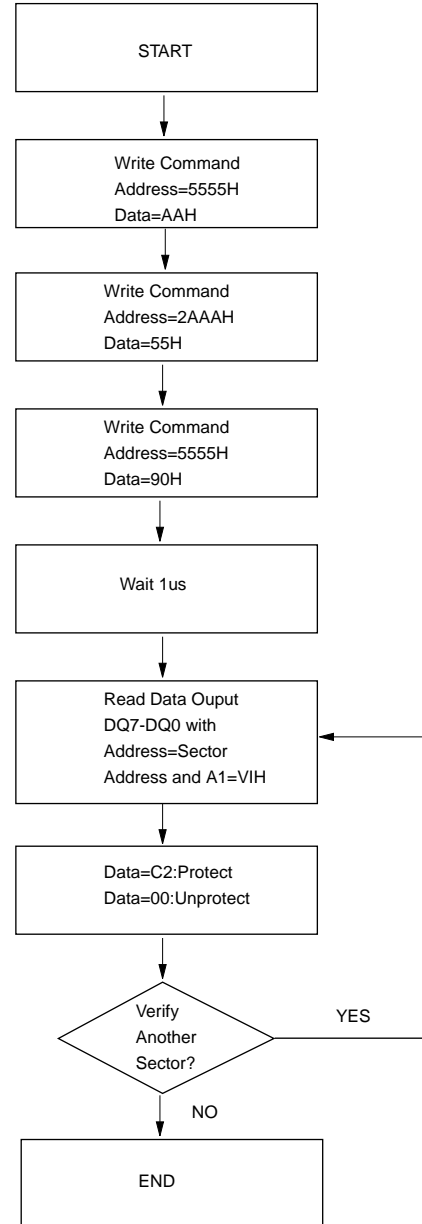 START
Write Command
Address=5555H
Data=AAH
Write Command
Address=2AAAH
Data=55H
Write Command
Address=5555H
Data=90H
Wait 1us
Read Data Ouput
DQ7-DQ0 with
Address=Sector
Address and A1=VIH
Data=C2:Protect
Data=00:Unprotect
Verify
Another
Sector?
YES
NO
END